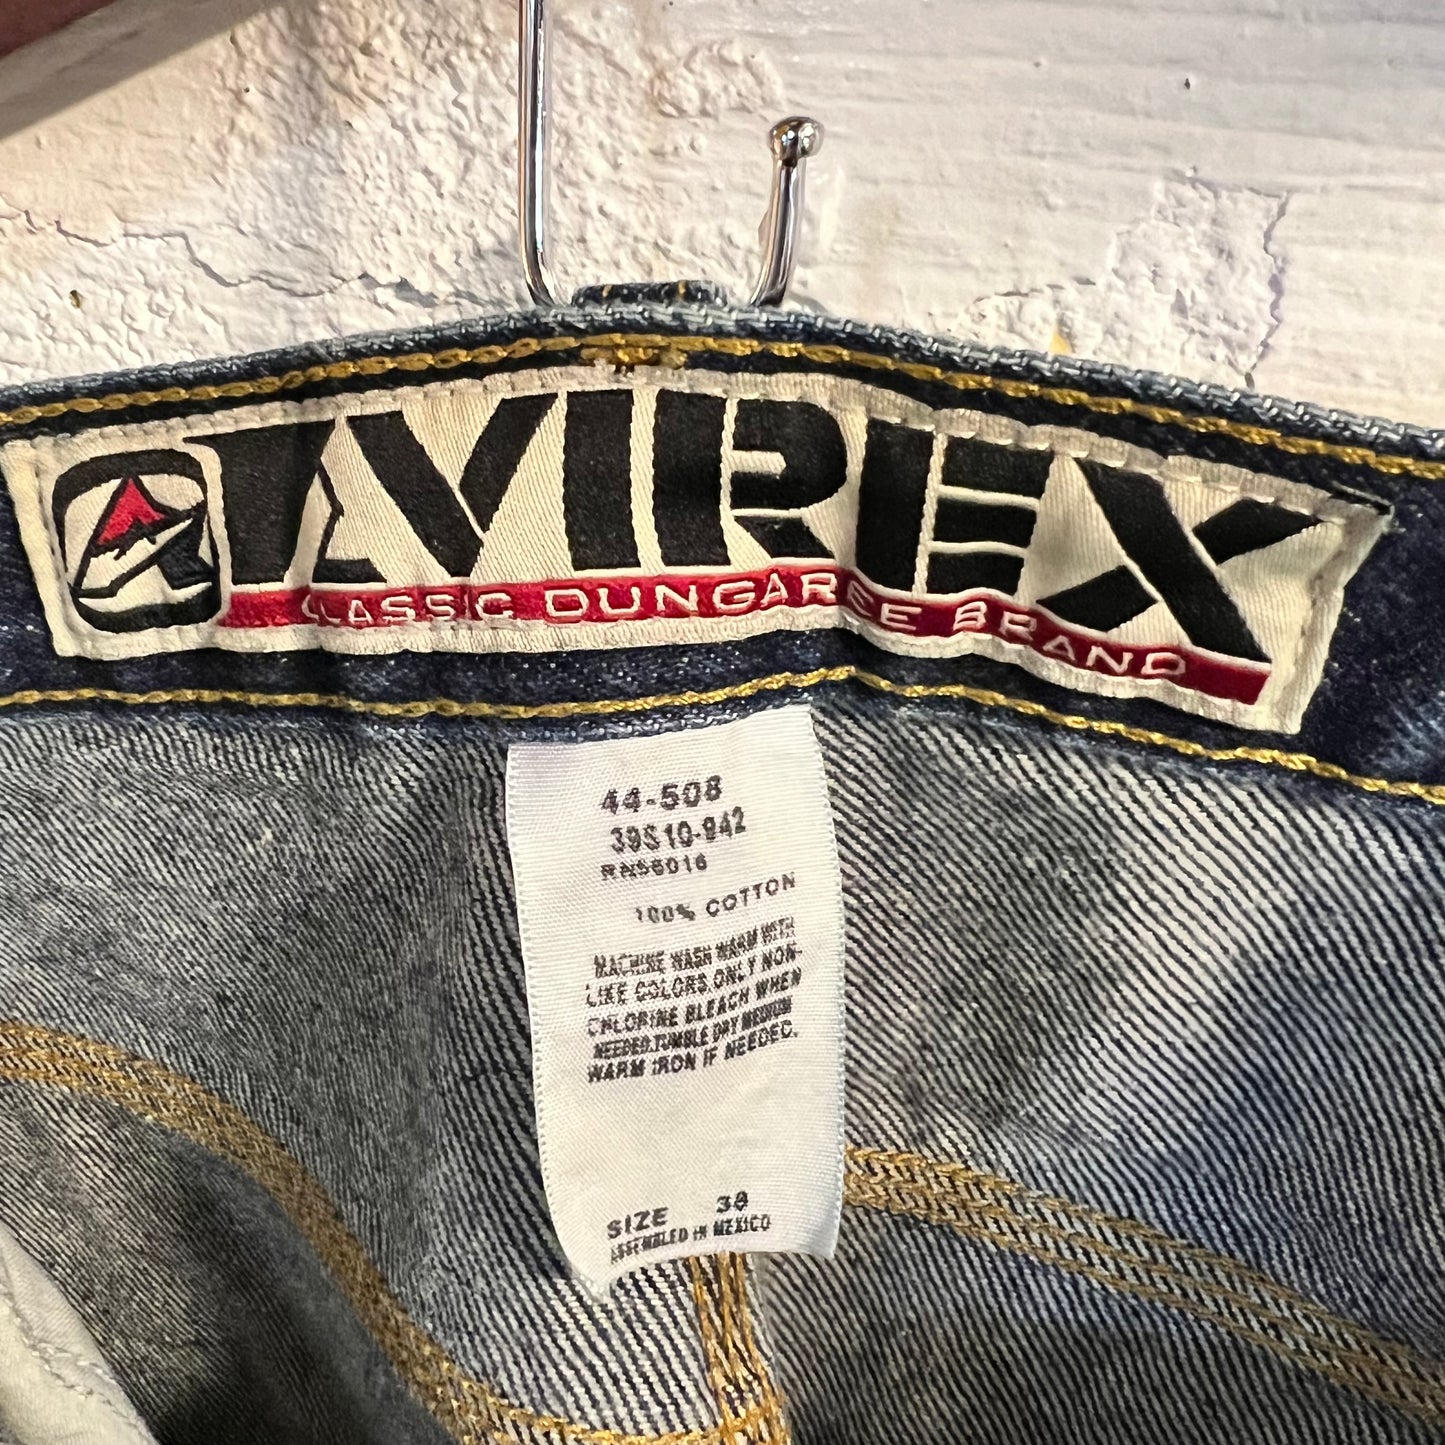 AVIREX
CLASSIC DUNGAREE BRAND
44-508
39S10-942
RN56016
100% COTTON
MACHINE WASH WARM WITH
LIKE COLORS.ONLY NON-
CHLORINE BLEACH WHEN
NEEDED.TUMBLE DRY MEDIUM
WARM IRON IF NEEDED.
SIZE 38
ASSEMBLED IN MEXICO